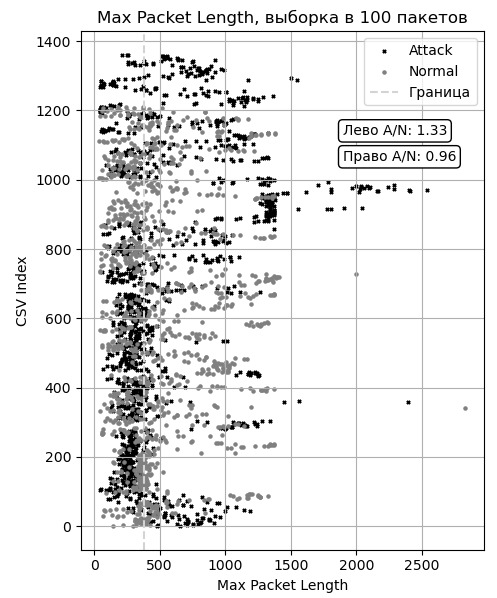 Max Packet Length, выборка в 100 пакетов
1400
1200
1000
800
600
400
200
0
CSV Index
Attack
Normal
Граница
Лево A/N: 1.33
Право A/N: 0.96
0 500 1000 1500 2000 2500
Max Packet Length